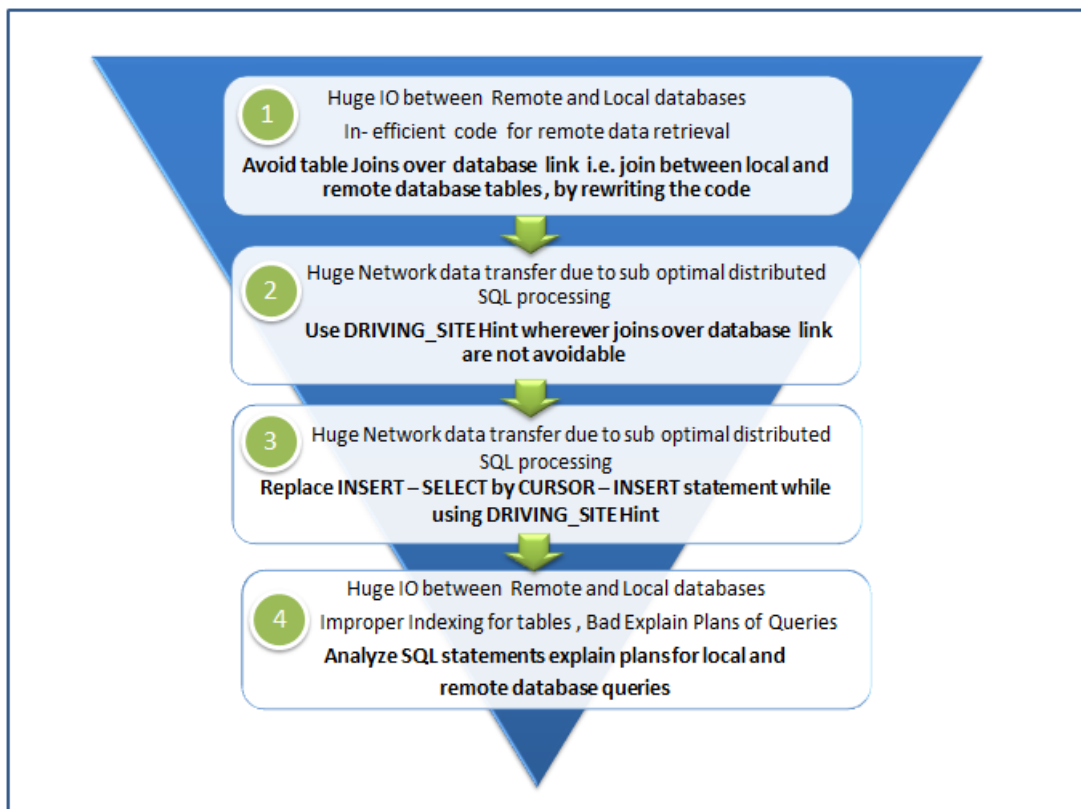 1
Huge IO between Remote and Local databases
In- efficient code for remote data retrieval
Avoid table Joins over database link i.e. join between local and
remote database tables , by rewriting the code
2
Huge Network data transfer due to sub optimal distributed
SQL processing
Use DRIVING_SITE Hint wherever joins over database link
are not avoidable
3
Huge Network data transfer due to sub optimal distributed
SQL processing
Replace INSERT – SELECT by CURSOR – INSERT statement while
using DRIVING_SITE Hint
4
Huge IO between Remote and Local databases
Improper Indexing for tables , Bad Explain Plans of Queries
Analyze SQL statements explain plans for local and
remote database queries